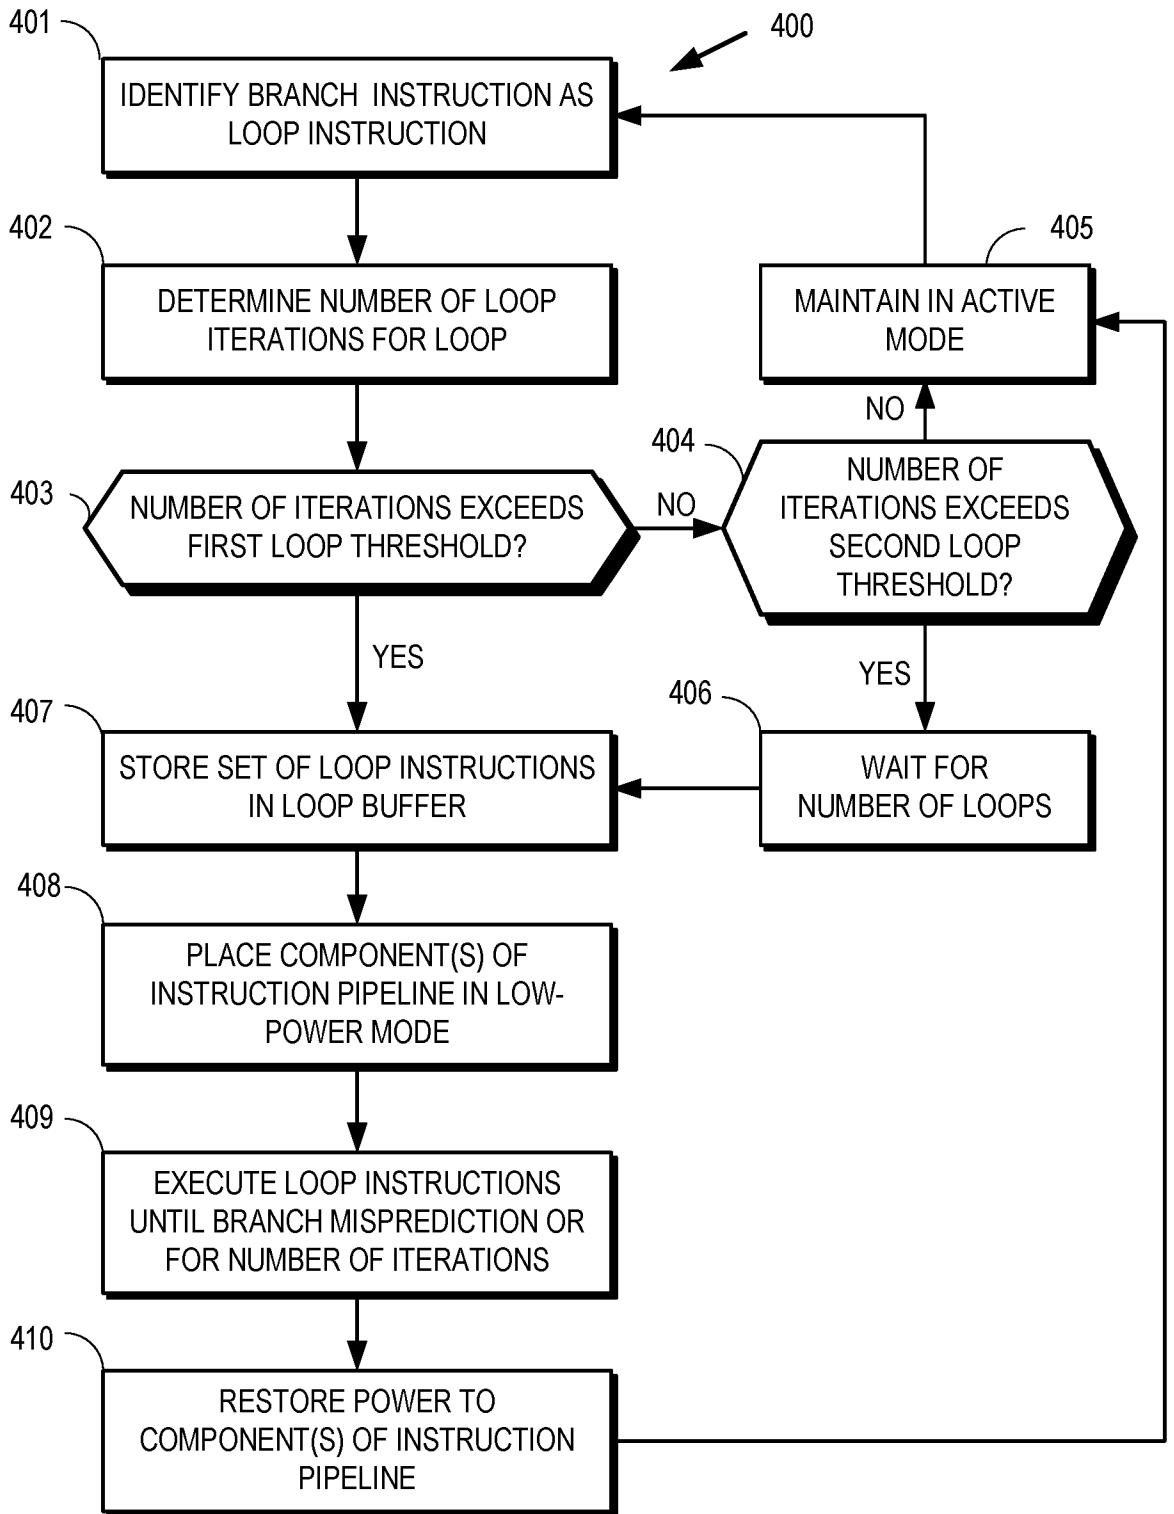 401
400
IDENTIFY BRANCH INSTRUCTION AS
LOOP INSTRUCTION
402
DETERMINE NUMBER OF LOOP
ITERATIONS FOR LOOP
405
MAINTAIN IN ACTIVE
MODE
403
NUMBER OF ITERATIONS EXCEEDS
FIRST LOOP THRESHOLD?
NO
404
NUMBER OF
ITERATIONS EXCEEDS
SECOND LOOP
THRESHOLD?
NO
YES
YES
406
WAIT FOR
NUMBER OF LOOPS
407
STORE SET OF LOOP INSTRUCTIONS
IN LOOP BUFFER
408
PLACE COMPONENT(S) OF
INSTRUCTION PIPELINE IN LOW-
POWER MODE
409
EXECUTE LOOP INSTRUCTIONS
UNTIL BRANCH MISPREDICTION OR
FOR NUMBER OF ITERATIONS
410
RESTORE POWER TO
COMPONENT(S) OF INSTRUCTION
PIPELINE